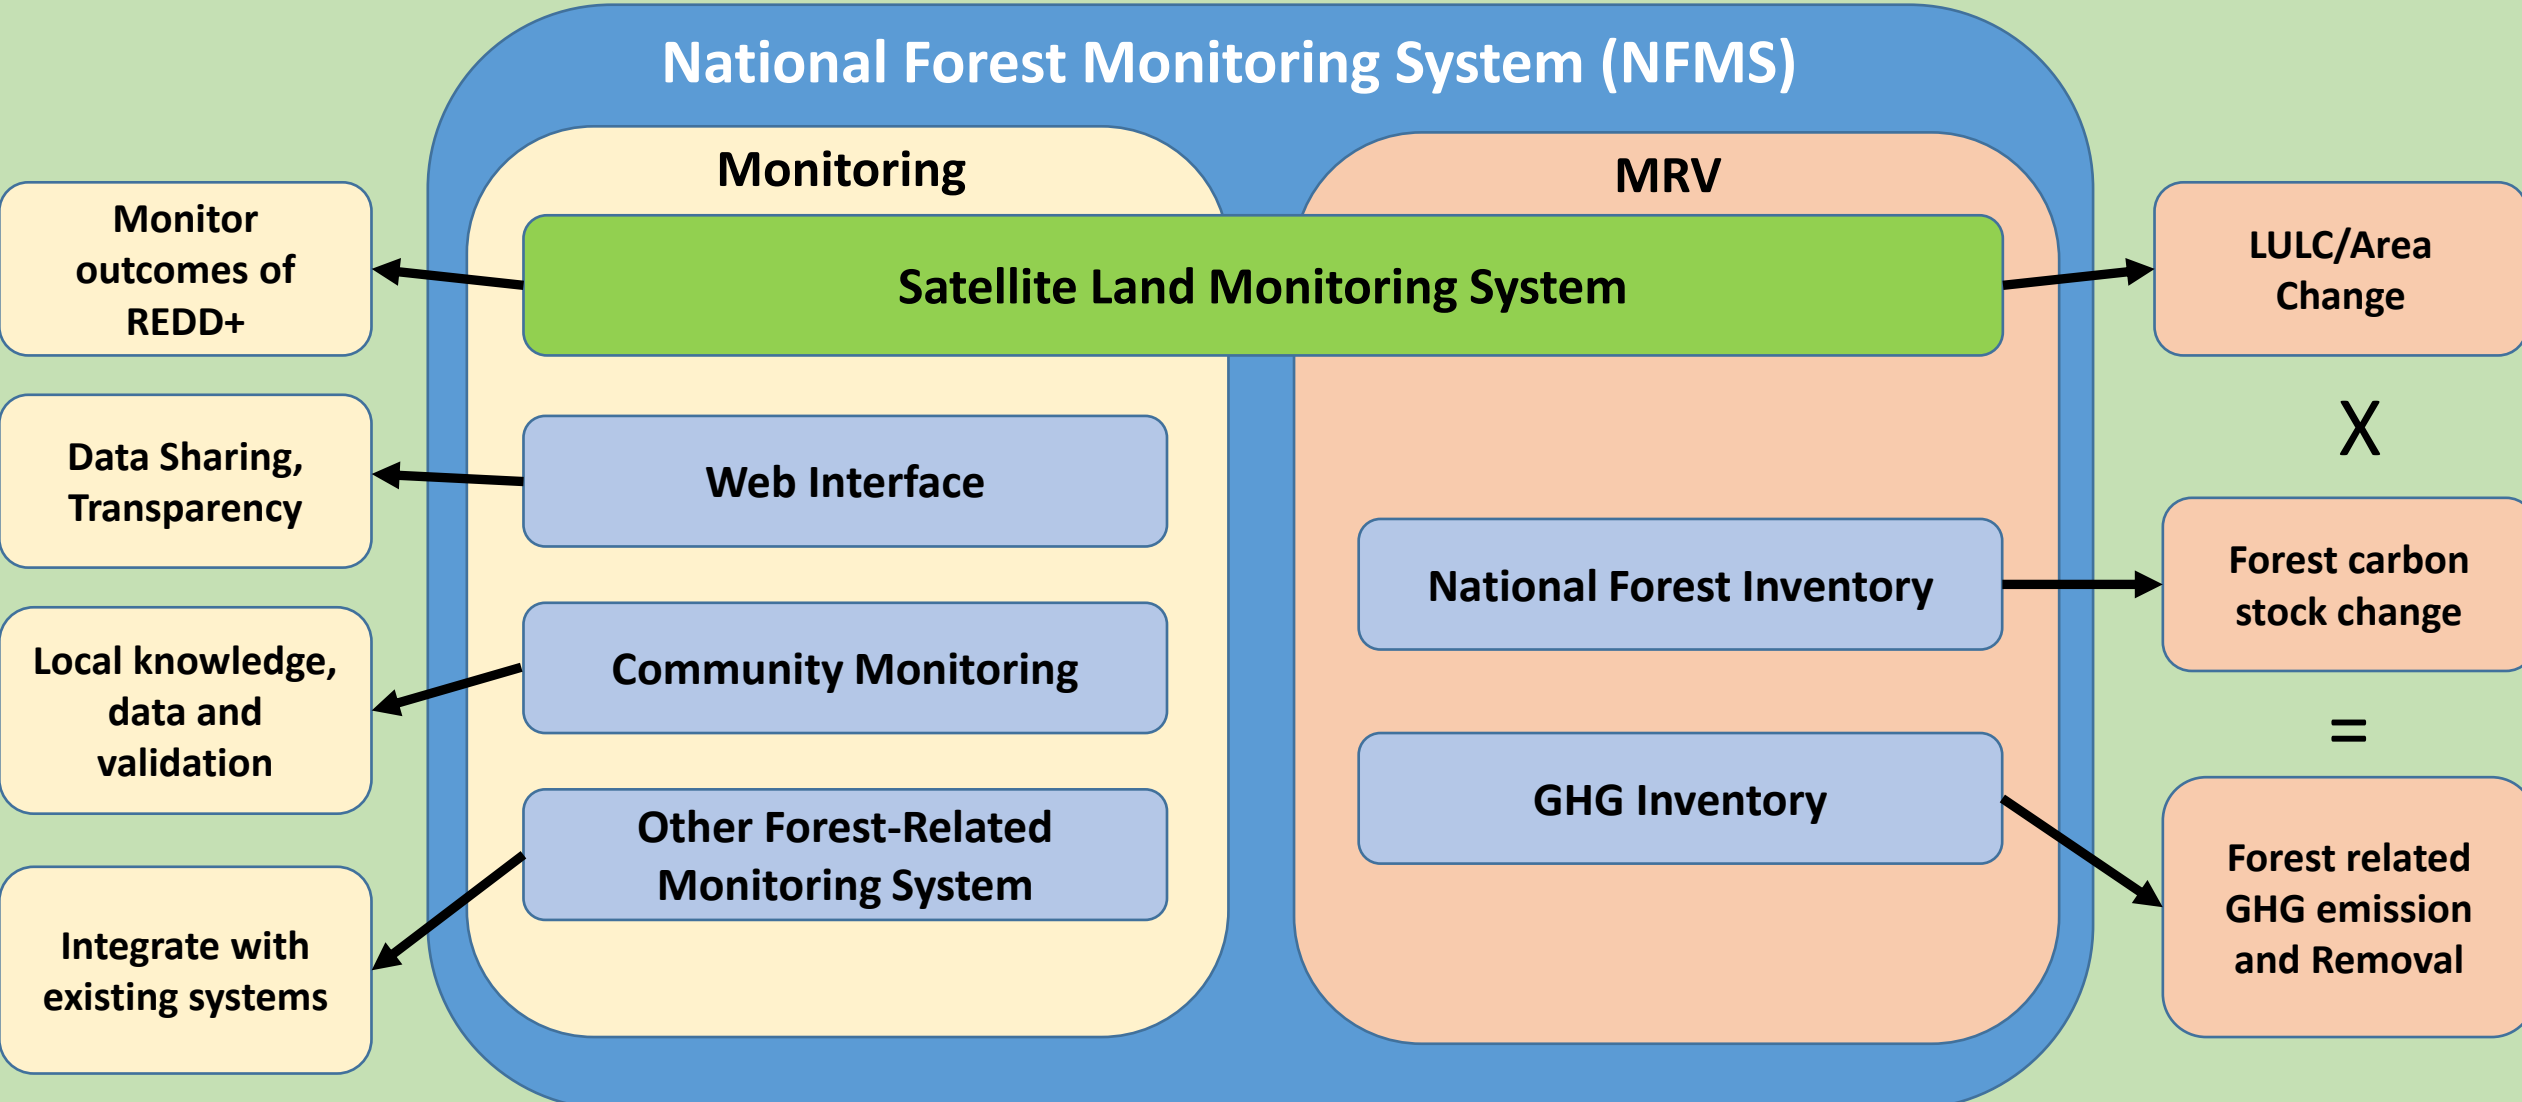 National Forest Monitoring System (NFMS)
Monitoring
MRV
Satellite Land Monitoring System
Web Interface
Community Monitoring
Other Forest-Related
Monitoring System
National Forest Inventory
GHG Inventory
Monitor
outcomes of
REDD+
Data Sharing,
Transparency
Local knowledge,
data and
validation
Integrate with
existing systems
LULC/Area
Change
X
Forest carbon
stock change
=
Forest related
GHG emission
and Removal